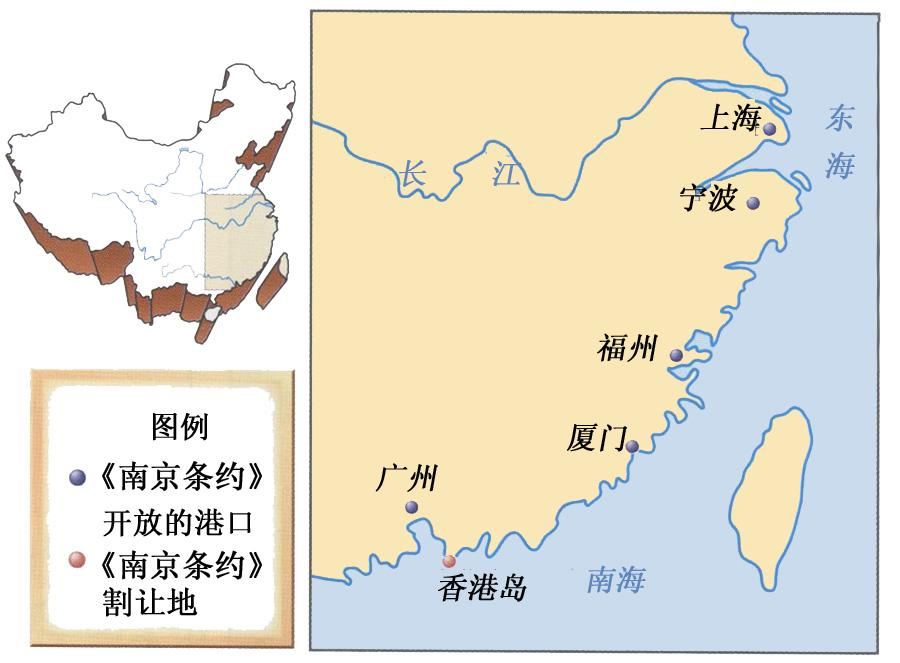 上海
东
海
长 江
宁波
福州
厦门
广州
香港岛
南海
图例
《南京条约》
开放的港口
《南京条约》
割让地